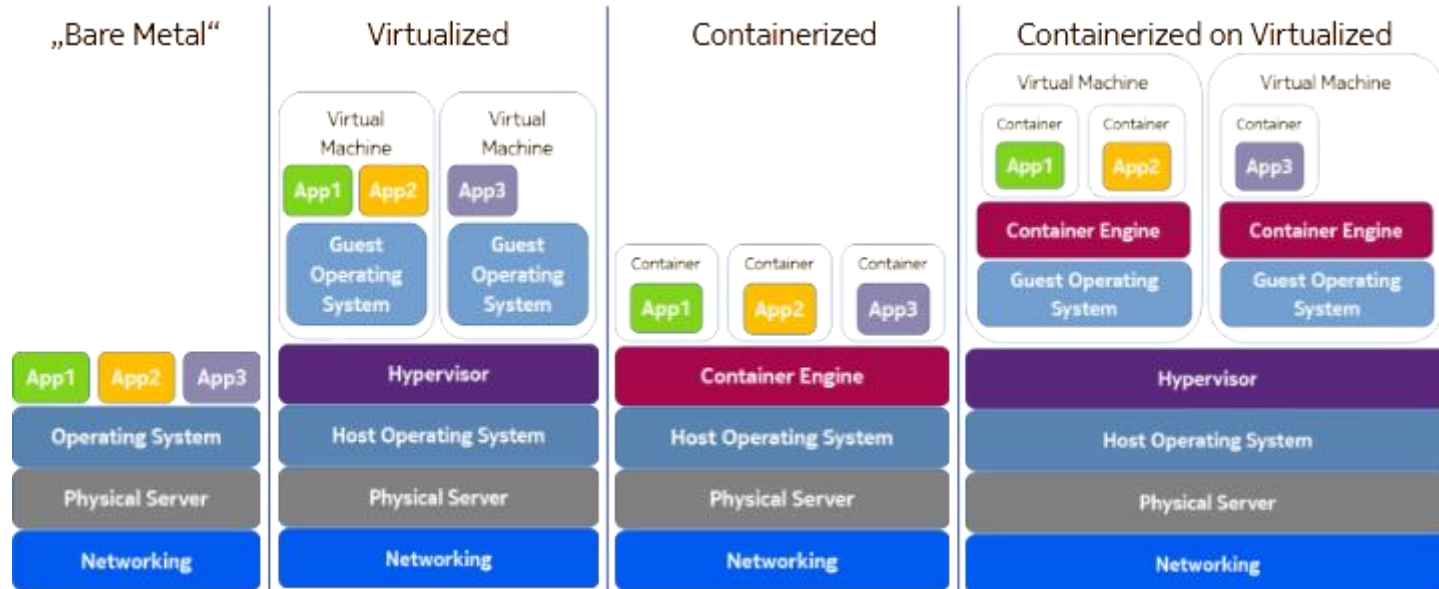 „Bare Metal“
App1 App2 App3
Operating System
Physical Server
Networking
Virtualized
Virtual
Machine
App1 App2
Guest
Operating
System
Virtual
Machine
App3
Guest
Operating
System
Hypervisor
Host Operating System
Physical Server
Networking
Containerized
Container
App1
Container
App2
Container
App3
Container Engine
Host Operating System
Physical Server
Networking
Containerized on Virtualized
Virtual Machine
Container
App1
Container
App2
Container Engine
Guest Operating
System
Virtual Machine
Container
App3
Container Engine
Guest Operating
System
Hypervisor
Host Operating System
Physical Server
Networking